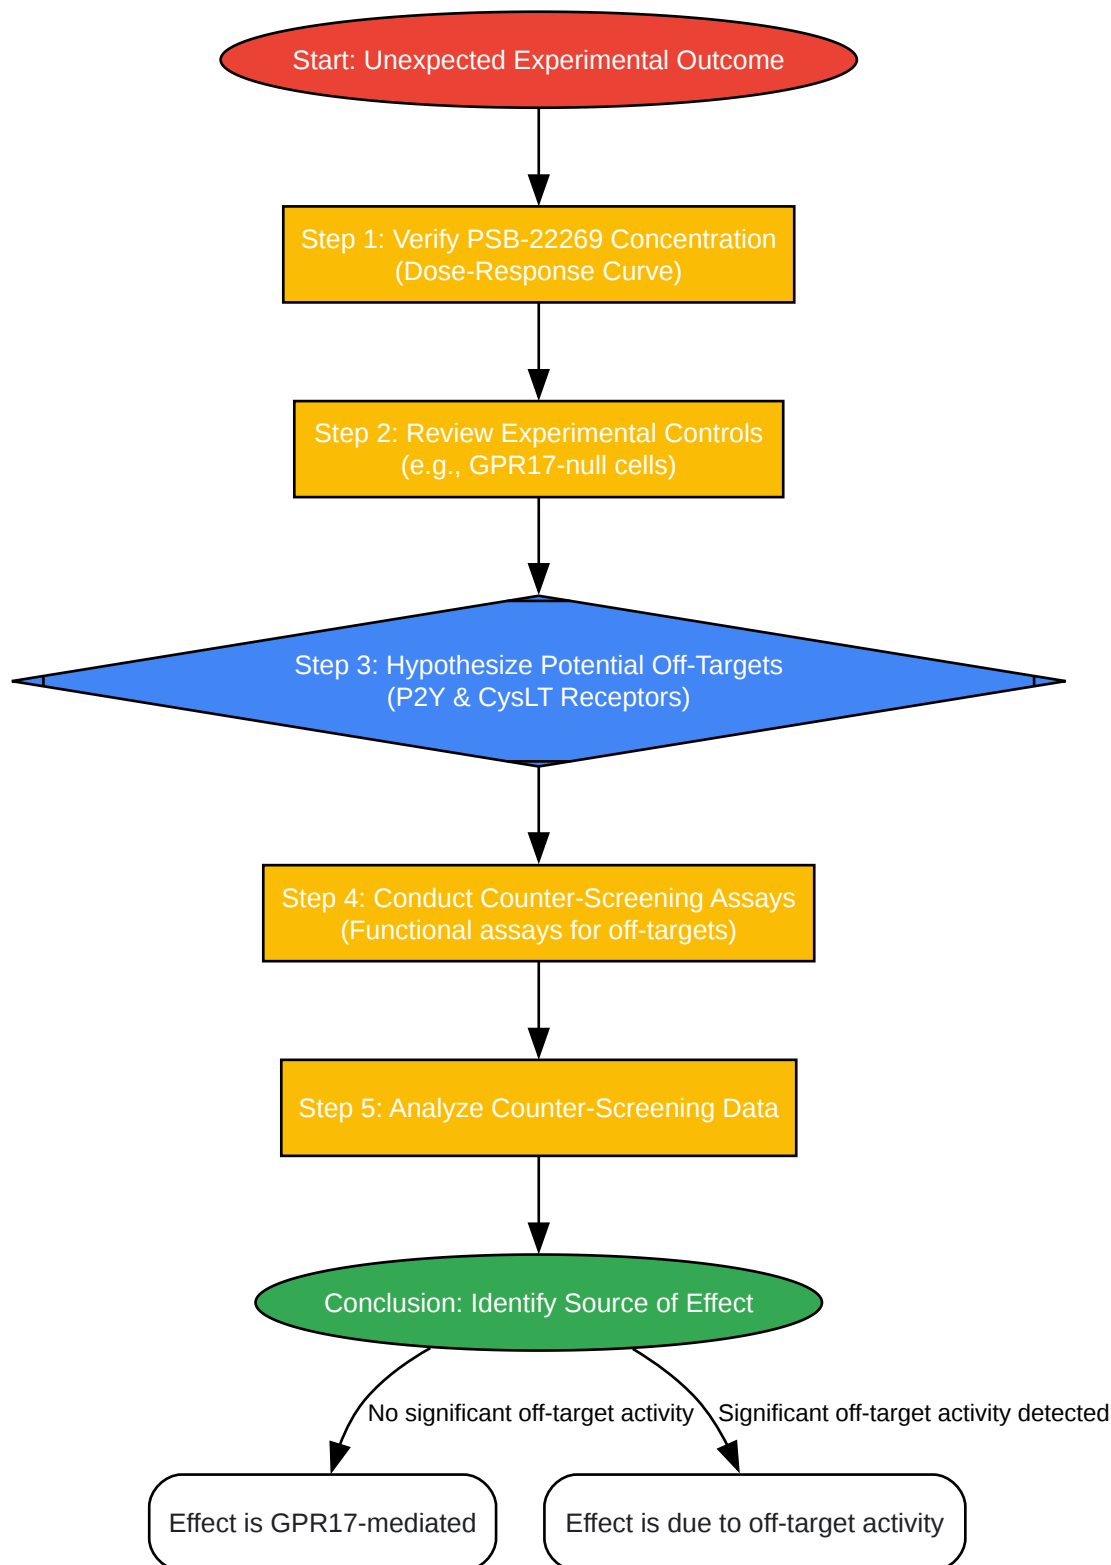 Start: Unexpected Experimental Outcome
Step 1: Verify PSB-22269 Concentration
(Dose-Response Curve)
Step 2: Review Experimental Controls
(e.g., GPR17-null cells)
Step 3: Hypothesize Potential Off-Targets
(P2Y & CysLT Receptors)
Step 4: Conduct Counter-Screening Assays
(Functional assays for off-targets)
Step 5: Analyze Counter-Screening Data
Conclusion: Identify Source of Effect
No significant off-target activity
Significant off-target activity detected
Effect is GPR17-mediated
Effect is due to off-target activity